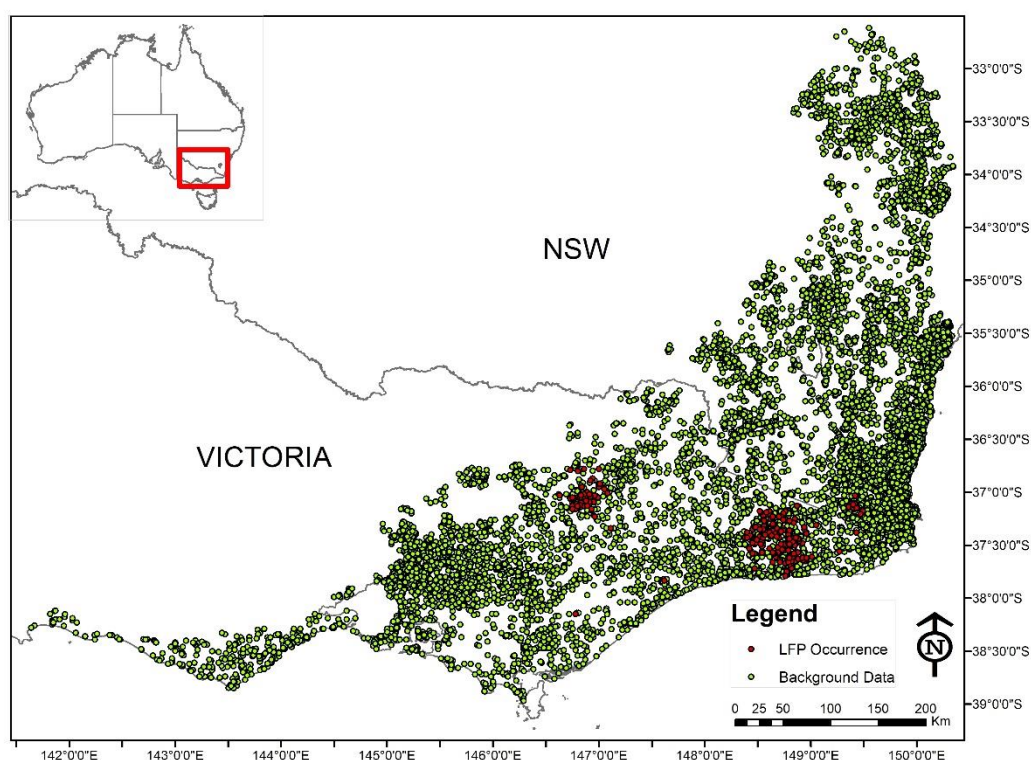 NSW
VICTORIA
33°0'0"S
33°30'0"S
34°0'0"S
34°30'0"S
35°0'0"S
35°30'0"S
36°0'0"S
36°30'0"S
37°0'0"S
37°30'0"S
38°0'0"S
38°30'0"S
39°0'0"S
Legend
LFP Occurrence
Background Data
0 25 50 100 150 200
Km
N
142°0'0"E 143°0'0"E 144°0'0"E 145°0'0"E 146°0'0"E 147°0'0"E 148°0'0"E 149°0'0"E 150°0'0"E